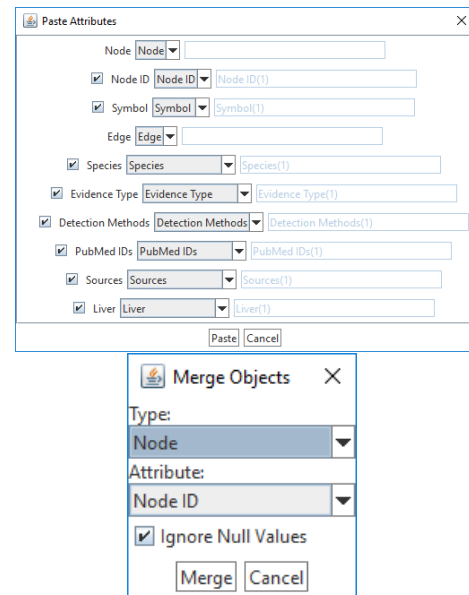 Paste Attributes
Node Node
Node ID Node ID Node ID(1)
Symbol Symbol Symbol(1)
Edge Edge
Species Species Species(1)
Evidence Type Evidence Type Evidence Type(1)
Detection Methods Detection Methods Detection Methods(1)
PubMed IDs PubMed IDs PubMed IDs(1)
Sources Sources Sources(1)
Liver Liver Liver(1)
Paste Cancel
Merge Objects
Type:
Node
Attribute:
Node ID
Ignore Null Values
Merge Cancel